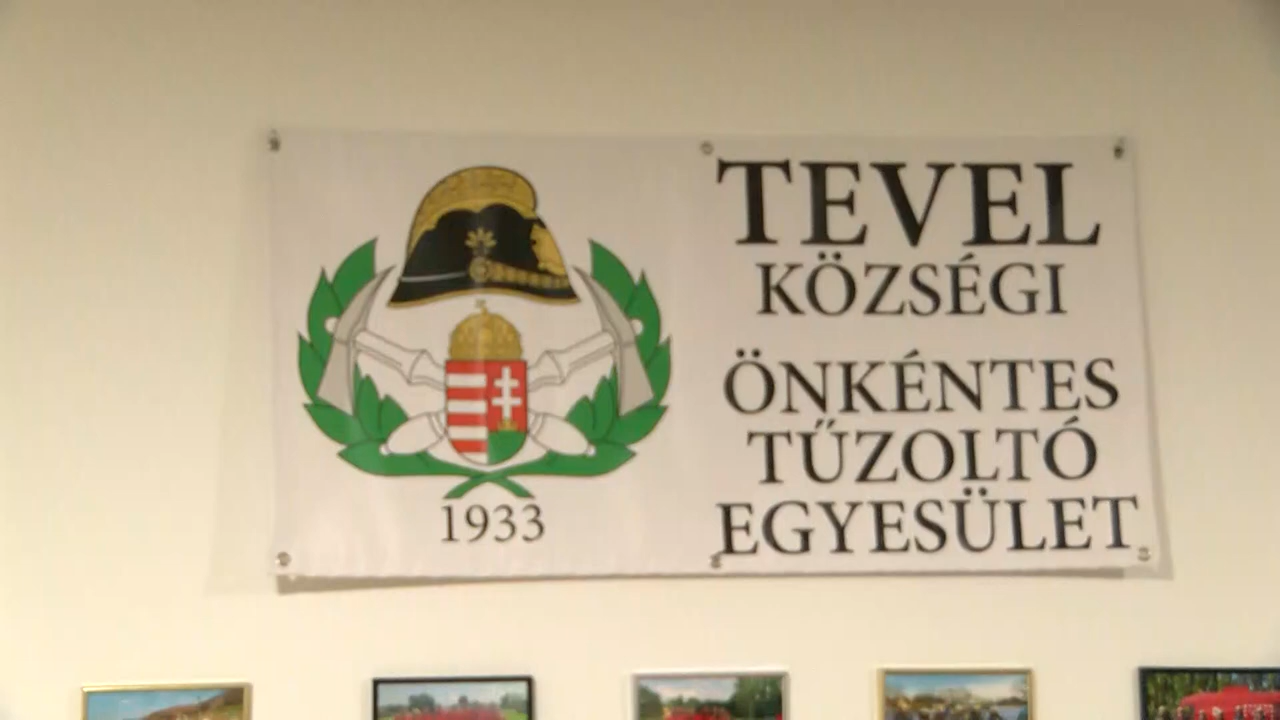 TEVEL
KÖZSÉGI
ÖNKÉNTES
TŰZOLTÓ
EGYESÜLET
1933